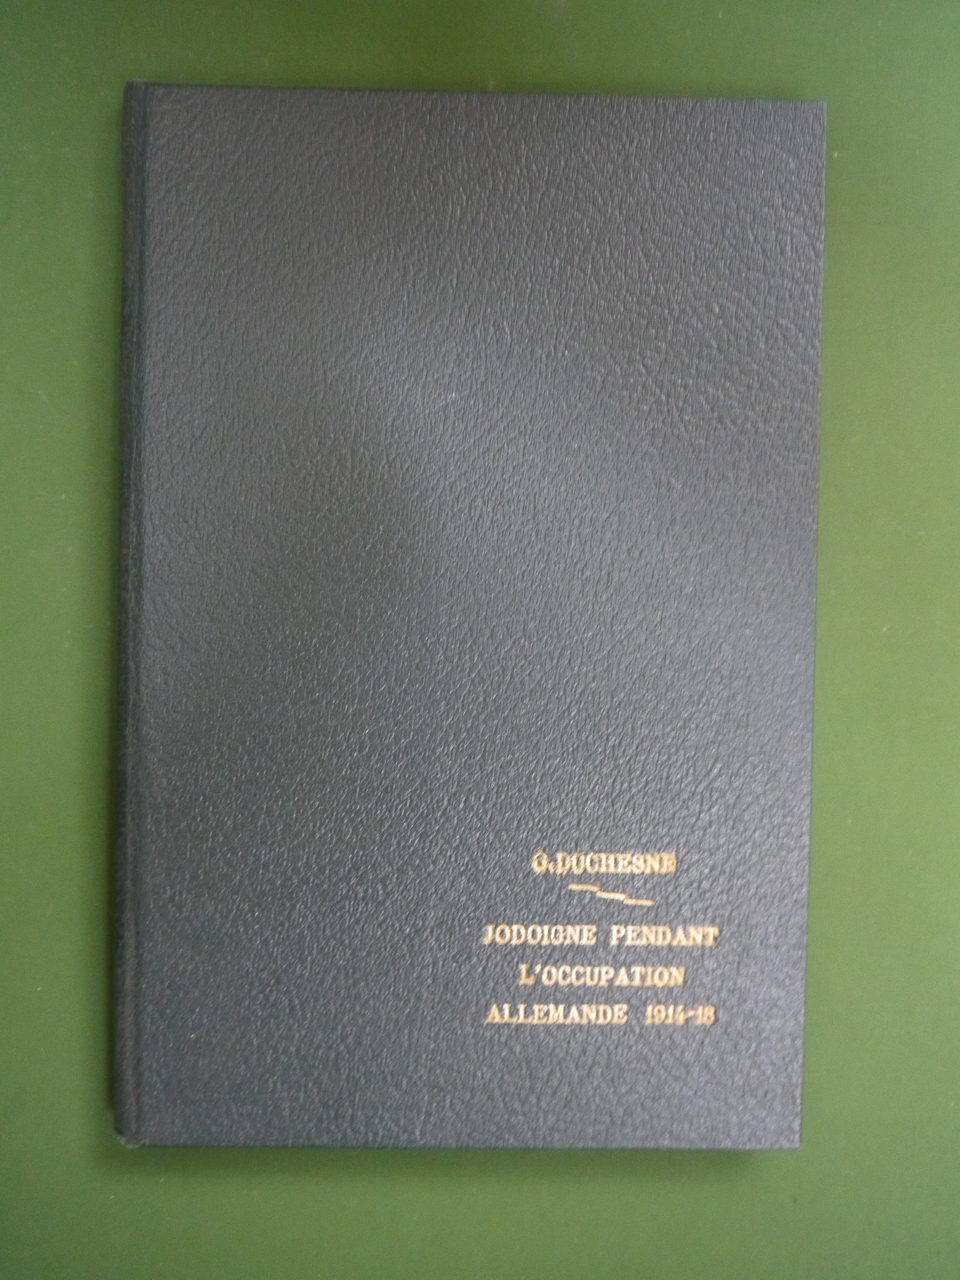 O. DUCHESNE
JODOIGNE PENDANT
L'OCCUPATION
ALLEMANDE 1914-18